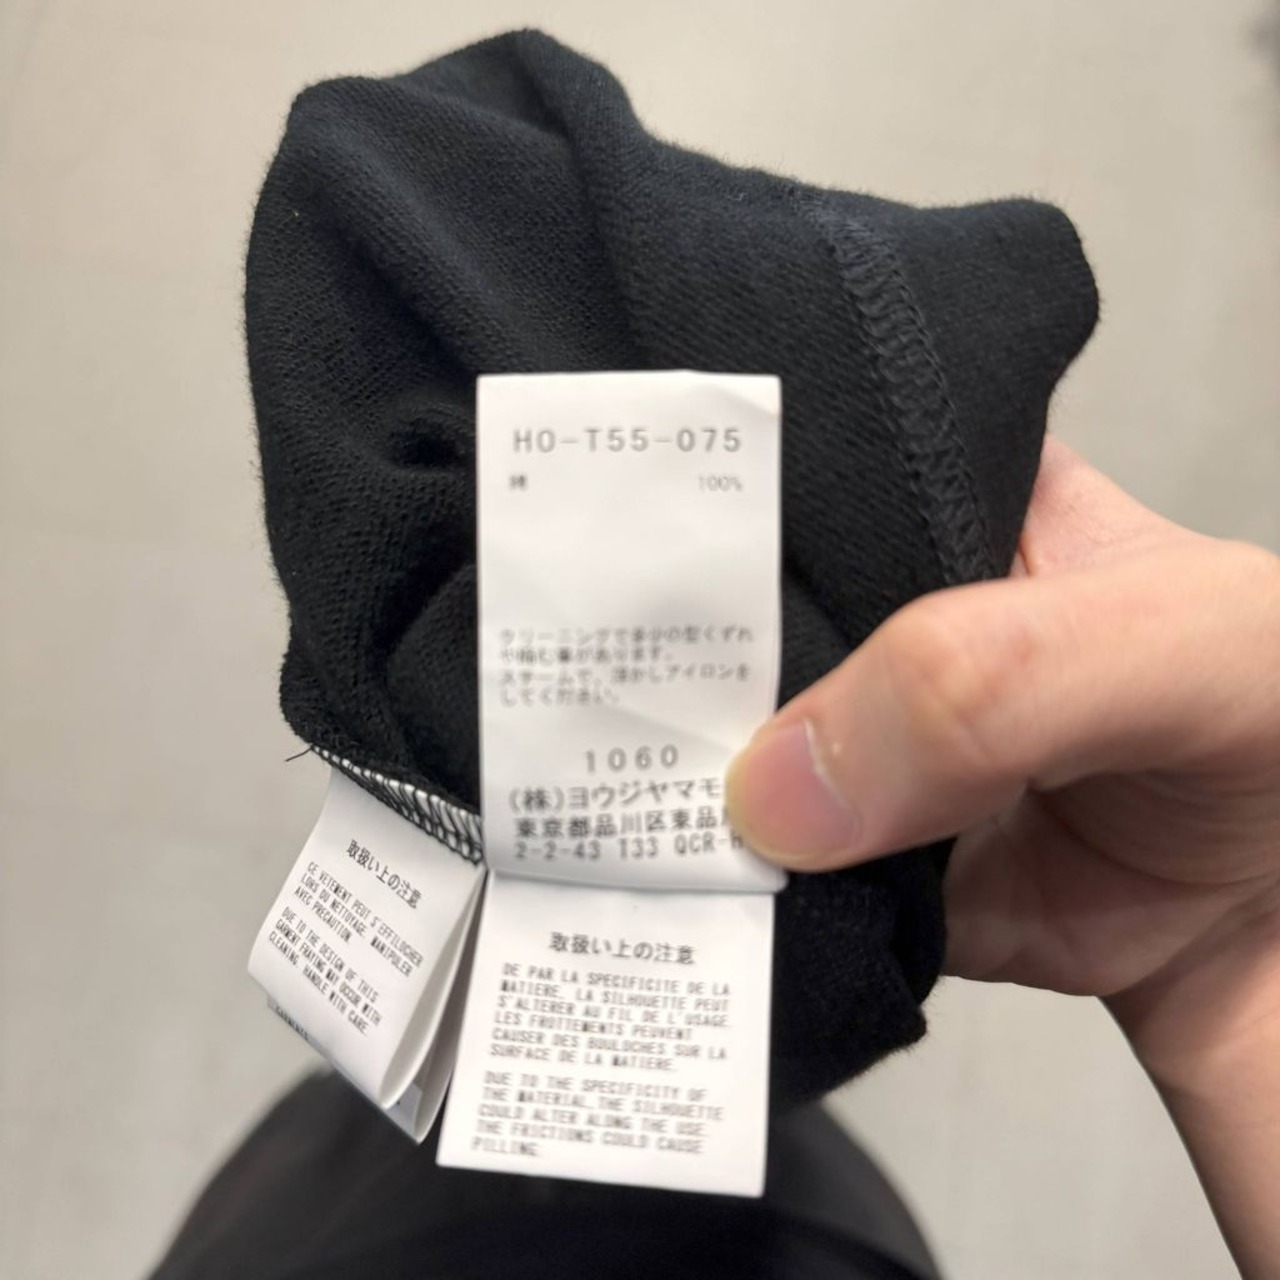 HO-T55-075
綿 100%
クリーニングで多少の型くずれ
や縮む事があります。
スチームで、浮かしアイロンを
してください。
1060
(株)ヨウジヤマモ
東京都品川区東品
2-2-43 T33 QCR-H
取扱い上の注意
CE VETEMENT PEUT S'EFFILOCHER
LORS DU NETTOYAGE. MANIPULER
AVEC PRECAUTION.
DUE TO THE DESIGN OF THIS
GARMENT FRAYING MAY OCCUR WITH
CLEANING. HANDLE WITH CARE.
取扱い上の注意
DE PAR LA SPECIFICITE DE LA
MATIERE, LA SILHOUETTE PEUT
S'ALTERER AU FIL DE L'USAGE.
LES FROTTEMENTS PEUVENT
CAUSER DES BOULOCHES SUR LA
SURFACE DE LA MATIERE.
DUE TO THE SPECIFICITY OF
THE MATERIAL, THE SILHOUETTE
COULD ALTER ALONG THE USE.
THE FRICTIONS COULD CAUSE
PILLING.